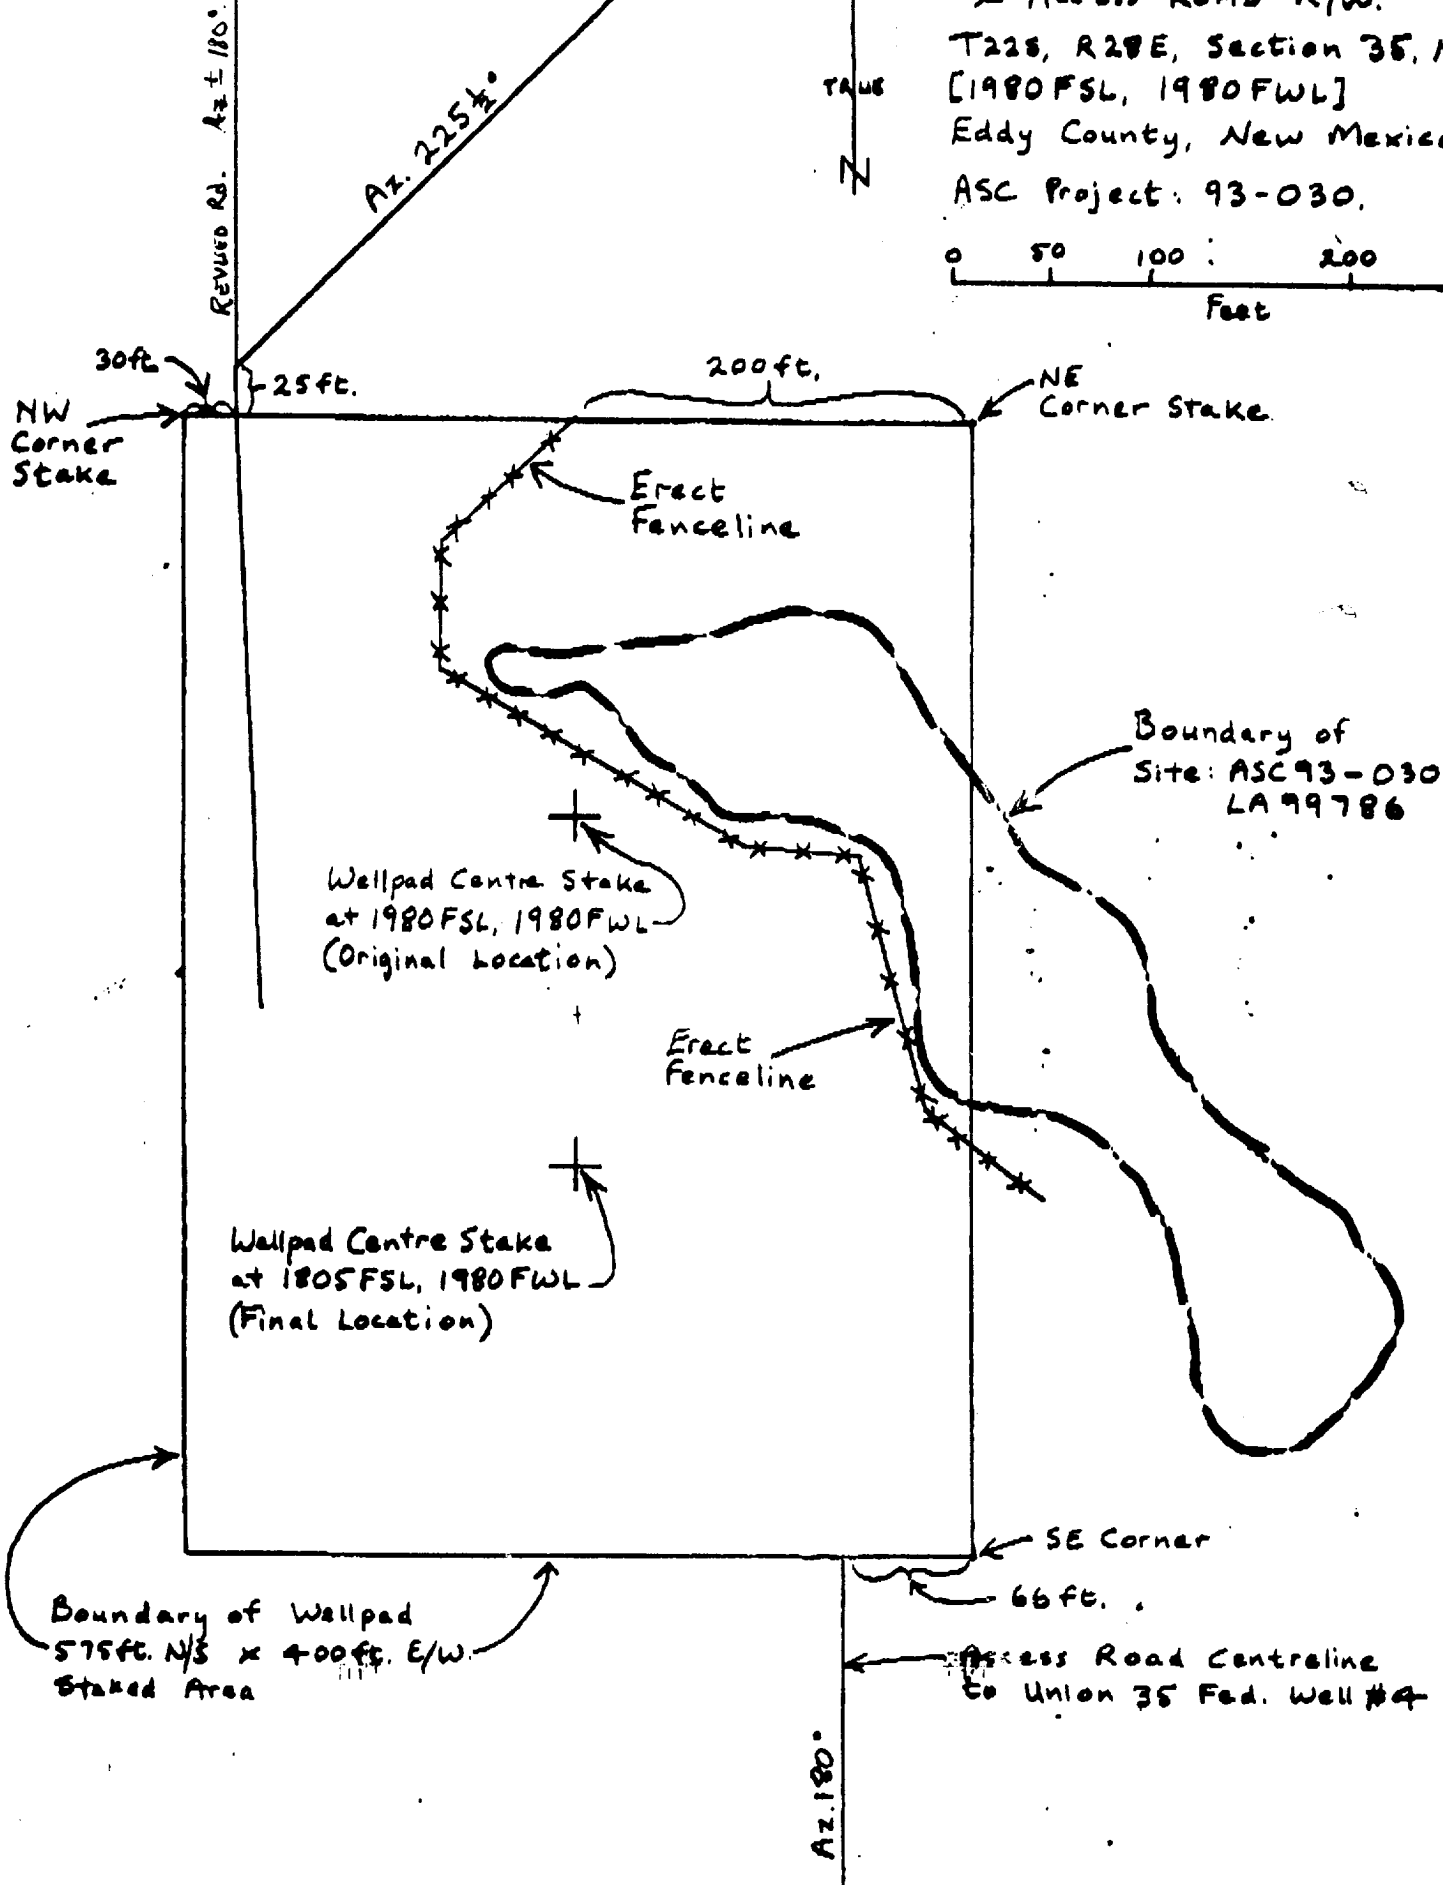 & Access Road R/W.
T22S, R28E, Section 35,
[1980 FSL, 1980 FWL]
Eddy County, New Mexico
ASC Project: 93-030.
0 50 100 200
Feet
TRUE
N
Revised Rd. Az ± 180°
Az. 225½°
30ft.
25ft.
200ft.
NW
Corner
Stake
NE
Corner Stake
Erect
Fenceline
Boundary of
Site: ASC 93-030
LA 99786
Wellpad Centre Stake
at 1980 FSL, 1980 FWL
(Original Location)
Erect
Fenceline
Wellpad Centre Stake
at 1805 FSL, 1980 FWL
(Final Location)
SE Corner
66 ft.
Boundary of Wellpad
575ft. N/S x 400ft. E/W.
Staked Area
Access Road Centreline
to Union 35 Fed. Well #4
Az. 180°